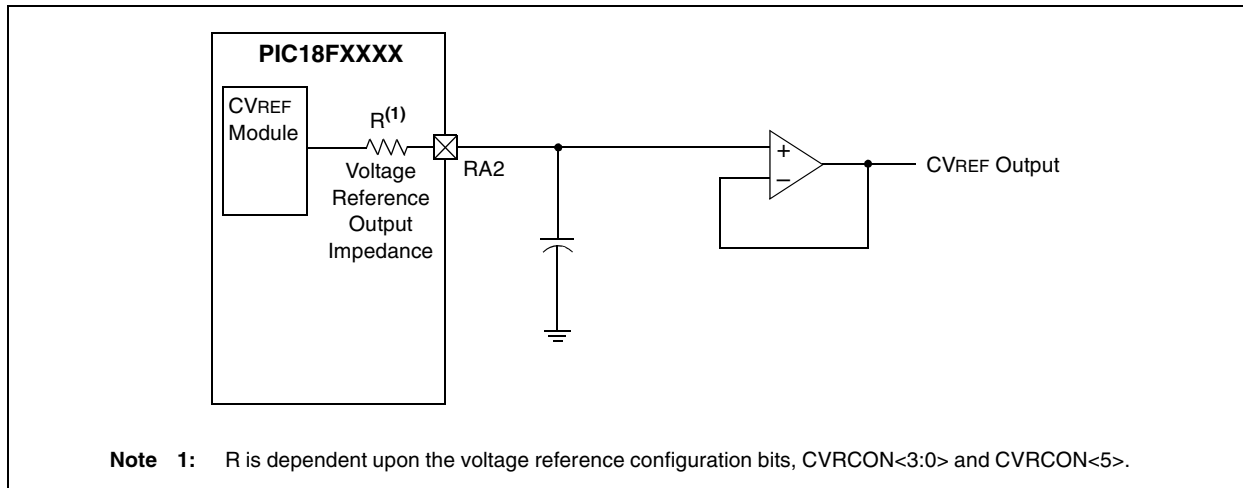 PIC18FXXXX
CVREF
Module
R(1)
Voltage
Reference
Output
Impedance
RA2
+
–
CVREF Output
Note 1: R is dependent upon the voltage reference configuration bits, CVRCON<3:0> and CVRCON<5>.